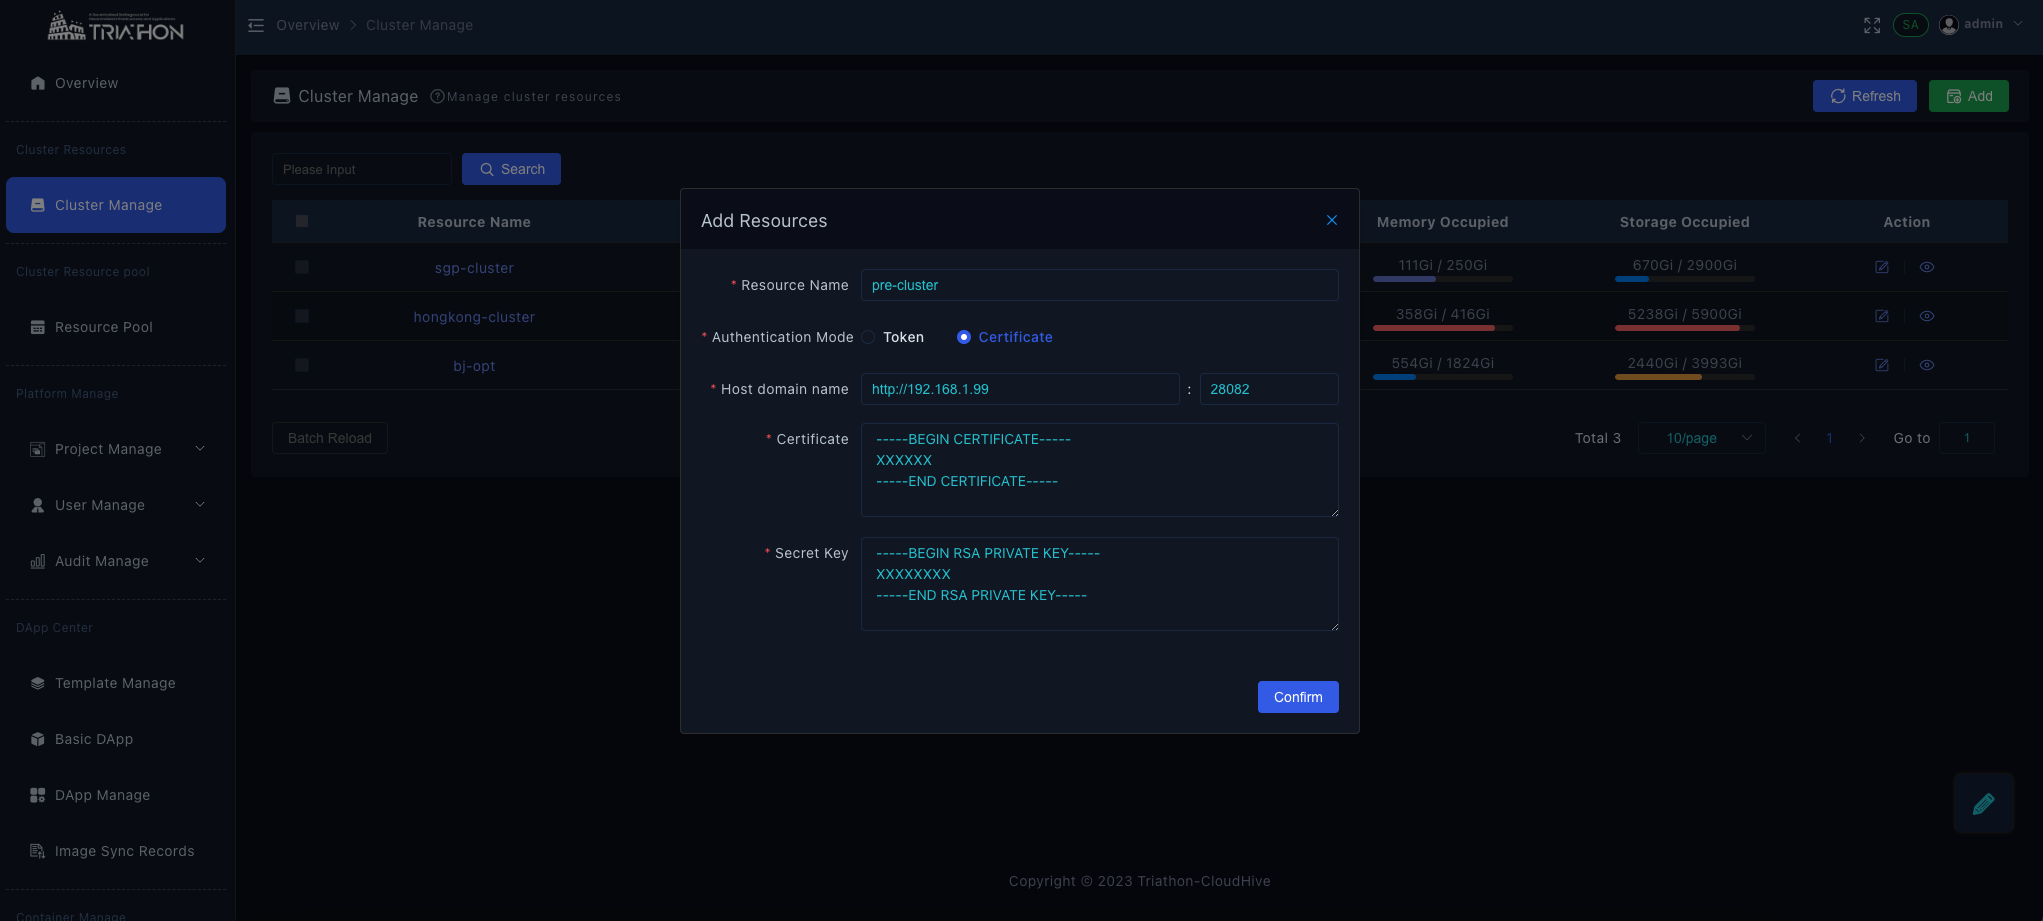 TRIATHON
Overview > Cluster Manage
SA admin
Overview
Cluster Manage Manage cluster resources
Refresh Add
Cluster Resources
Please Input Search
Cluster Manage
Resource Name Memory Occupied Storage Occupied Action
sgp-cluster 111Gi / 250Gi 670Gi / 2900Gi
hongkong-cluster 358Gi / 416Gi 5238Gi / 5900Gi
bj-opt 554Gi / 1824Gi 2440Gi / 3993Gi
Batch Reload Total 3 10/page 1 Go to 1
Cluster Resource pool
Resource Pool
Platform Manage
Project Manage
User Manage
Audit Manage
DApp Center
Template Manage
Basic DApp
DApp Manage
Image Sync Records
Container Manage
Add Resources
* Resource Name pre-cluster
* Authentication Mode Token Certificate
* Host domain name http://192.168.1.99 : 28082
* Certificate -----BEGIN CERTIFICATE-----
XXXXXX
-----END CERTIFICATE-----
* Secret Key -----BEGIN RSA PRIVATE KEY-----
XXXXXXXX
-----END RSA PRIVATE KEY-----
Confirm
Copyright © 2023 Triathon-CloudHive